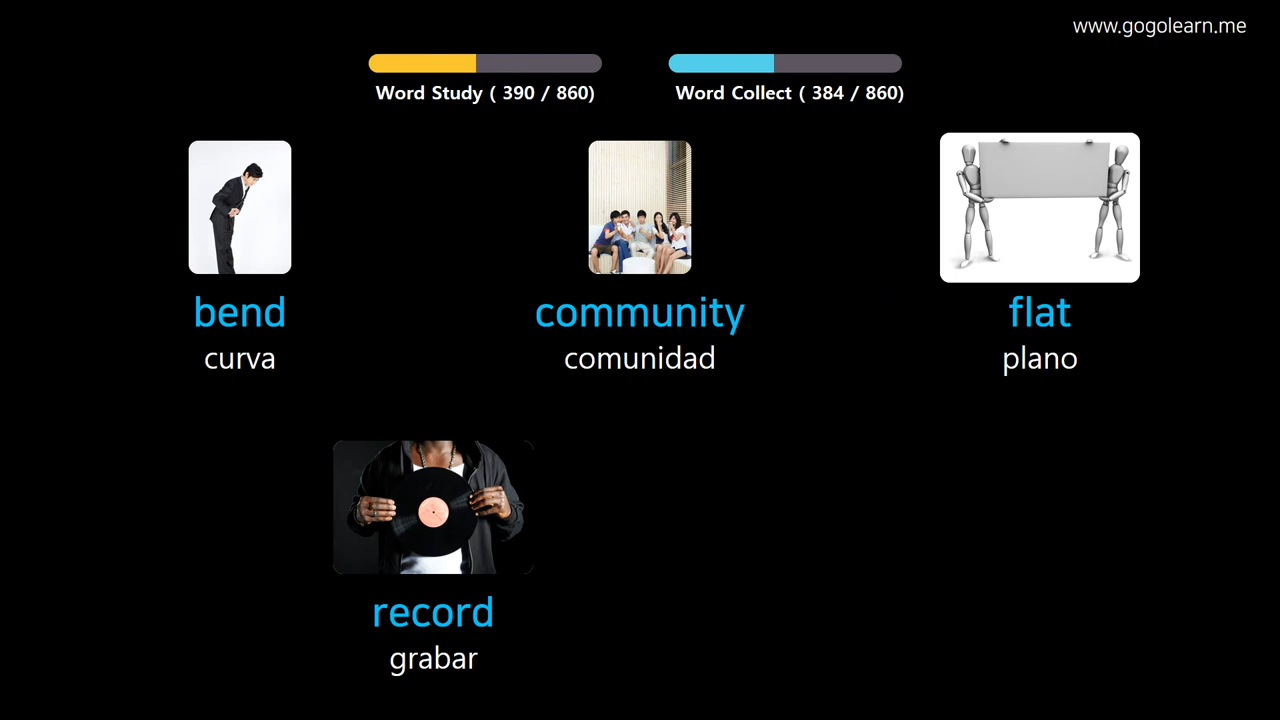 www.gogolearn.me
Word Study ( 390 / 860)
Word Collect ( 384 / 860)
bend
curva
community
comunidad
flat
plano
record
grabar